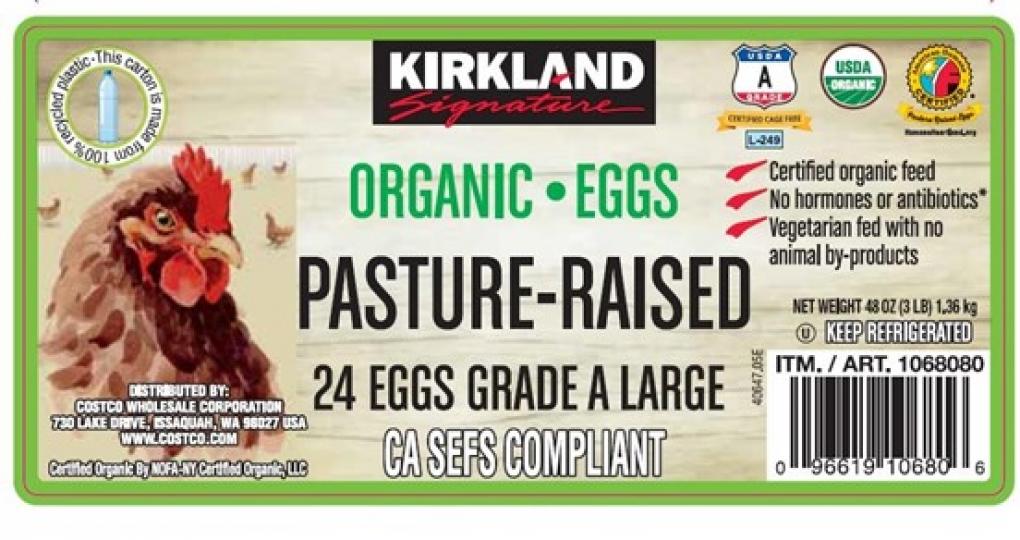 This carton is made from 100% recycled plastic
KIRKLAND
Signature
USDA
A
GRADE
CERTIFIED CAGE FREE
L-249
USDA
ORGANIC
American Humane
CERTIFIED
Pasture Raised Eggs
HumaneHeartland.org
ORGANIC • EGGS
PASTURE-RAISED
24 EGGS GRADE A LARGE
CA SEFS COMPLIANT
Certified organic feed
No hormones or antibiotics*
Vegetarian fed with no
animal by-products
NET WEIGHT 48 OZ (3 LB) 1.36 kg
U KEEP REFRIGERATED
40647.05E
ITM. / ART. 1068080
0 96619 10680 6
DISTRIBUTED BY:
COSTCO WHOLESALE CORPORATION
730 LAKE DRIVE, ISSAQUAH, WA 98027 USA
WWW.COSTCO.COM
Certified Organic By NOFA-NY Certified Organic, LLC